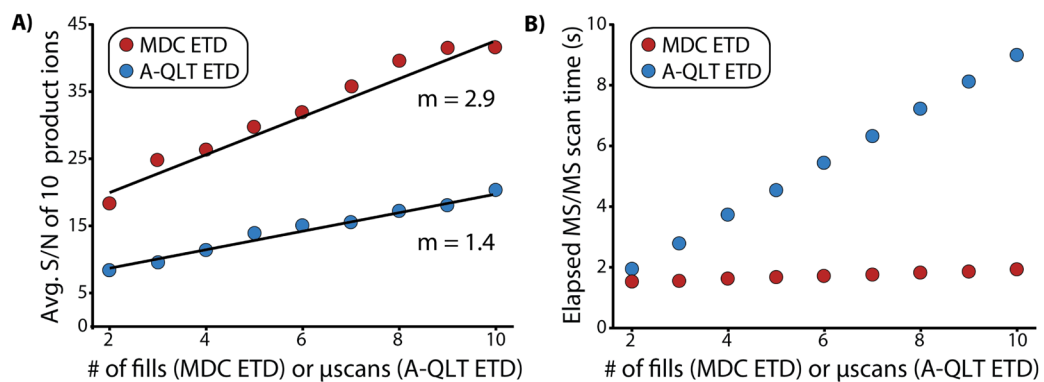 A)
Avg. S/N of 10 product ions
45
35
25
15
5
0
MDC ETD
A-QLT ETD
m = 2.9
m = 1.4
2 4 6 8 10
# of fills (MDC ETD) or μscans (A-QLT ETD)
B)
Elapsed MS/MS scan time (s)
10
8
6
4
2
0
MDC ETD
A-QLT ETD
2 4 6 8 10
# of fills (MDC ETD) or μscans (A-QLT ETD)